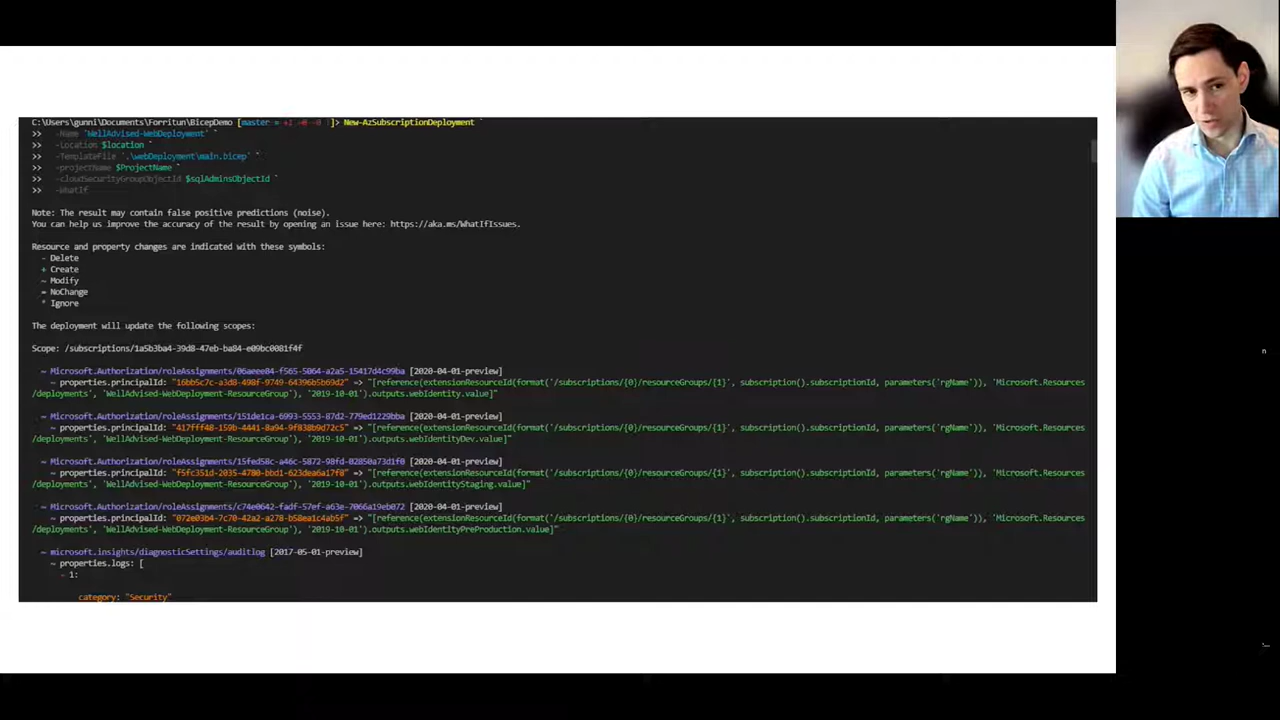 C:\Users\gunni\Documents\Forritun\BicepDemo [master ≡ +1 ~0 -0 !]> New-AzSubscriptionDeployment `
>> -Name 'WellAdvised-WebDeployment' `
>> -Location $location `
>> -TemplateFile '.\webDeployment\main.bicep' `
>> -projectName $ProjectName `
>> -cloudSecurityGroupObjectId $sqlAdminsObjectId `
>> -WhatIf
Note: The result may contain false positive predictions (noise).
You can help us improve the accuracy of the result by opening an issue here: https://aka.ms/WhatIfIssues.
Resource and property changes are indicated with these symbols:
- Delete
+ Create
~ Modify
= NoChange
* Ignore
The deployment will update the following scopes:
Scope: /subscriptions/1a5b3ba4-39d8-47eb-ba84-e09bc0081f4f
~ Microsoft.Authorization/roleAssignments/06aeee84-f565-5064-a2a5-15417d4c99ba [2020-04-01-preview]
~ properties.principalId: "16bb5c7c-a3d8-498f-9749-64396b5b69d2" => "[reference(extensionResourceId(format('/subscriptions/{0}/resourceGroups/{1}', subscription().subscriptionId, parameters('rgName')), 'Microsoft.Resources
/deployments', 'WellAdvised-WebDeployment-ResourceGroup'), '2019-10-01').outputs.webIdentity.value]"
~ Microsoft.Authorization/roleAssignments/151de1ca-6993-5553-87d2-779ed1229bba [2020-04-01-preview]
~ properties.principalId: "417fff48-159b-4441-8a94-9f838b9d72c5" => "[reference(extensionResourceId(format('/subscriptions/{0}/resourceGroups/{1}', subscription().subscriptionId, parameters('rgName')), 'Microsoft.Resources
/deployments', 'WellAdvised-WebDeployment-ResourceGroup'), '2019-10-01').outputs.webIdentityDev.value]"
~ Microsoft.Authorization/roleAssignments/15fed58c-a46c-5872-98fd-02850a73d1f0 [2020-04-01-preview]
~ properties.principalId: "f5fc351d-2035-4780-bbd1-623dea6a17f8" => "[reference(extensionResourceId(format('/subscriptions/{0}/resourceGroups/{1}', subscription().subscriptionId, parameters('rgName')), 'Microsoft.Resources
/deployments', 'WellAdvised-WebDeployment-ResourceGroup'), '2019-10-01').outputs.webIdentityStaging.value]"
~ Microsoft.Authorization/roleAssignments/c74e0642-fadf-57ef-a63e-7066a19eb072 [2020-04-01-preview]
~ properties.principalId: "072e03b4-7c70-42a2-a278-b58ea1c4ab5f" => "[reference(extensionResourceId(format('/subscriptions/{0}/resourceGroups/{1}', subscription().subscriptionId, parameters('rgName')), 'Microsoft.Resources
/deployments', 'WellAdvised-WebDeployment-ResourceGroup'), '2019-10-01').outputs.webIdentityPreProduction.value]"
~ microsoft.insights/diagnosticSettings/auditlog [2017-05-01-preview]
~ properties.logs: [
- 1:
category: "Security"
n